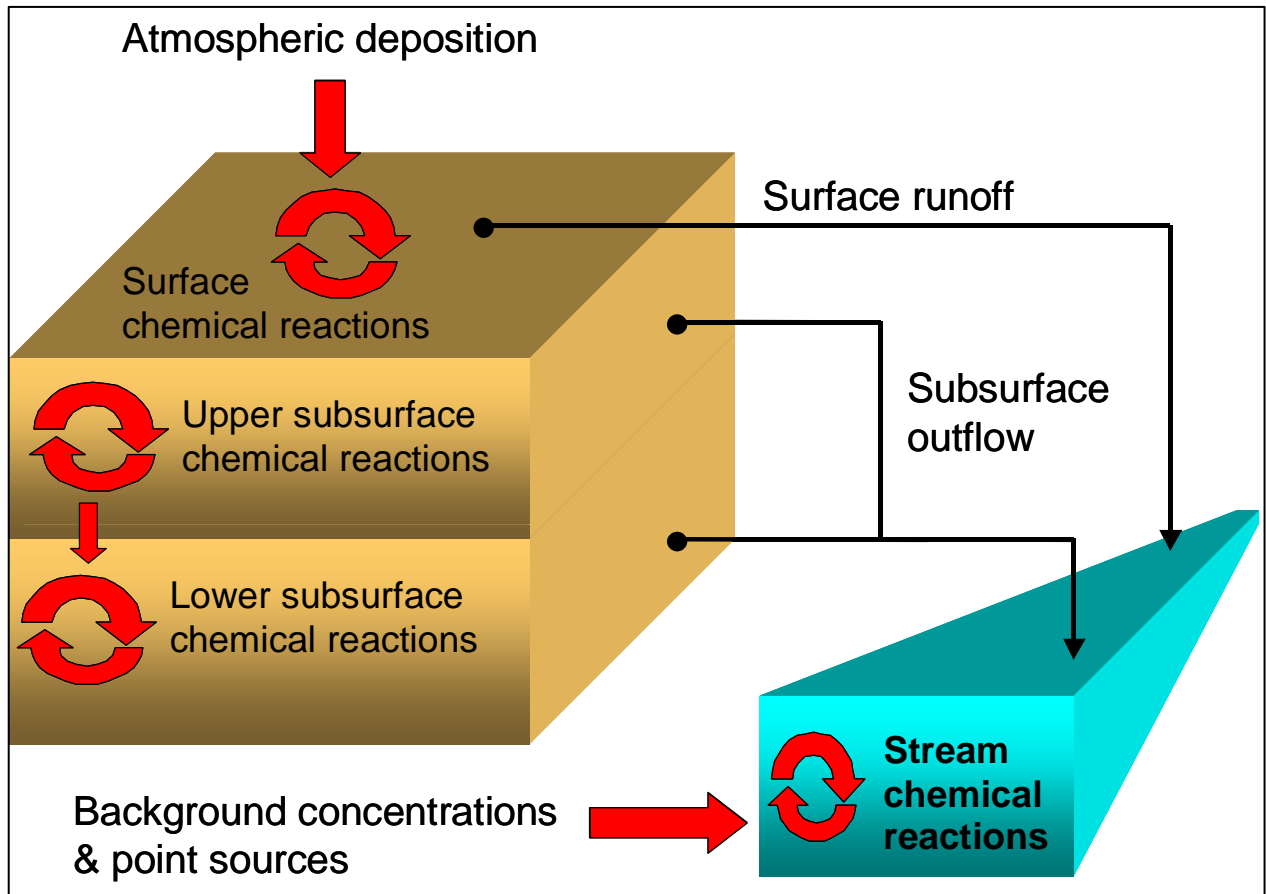 Atmospheric deposition
Surface runoff
Surface
chemical reactions
Upper subsurface
chemical reactions
Subsurface
outflow
Lower subsurface
chemical reactions
Stream
chemical
reactions
Background concentrations
& point sources